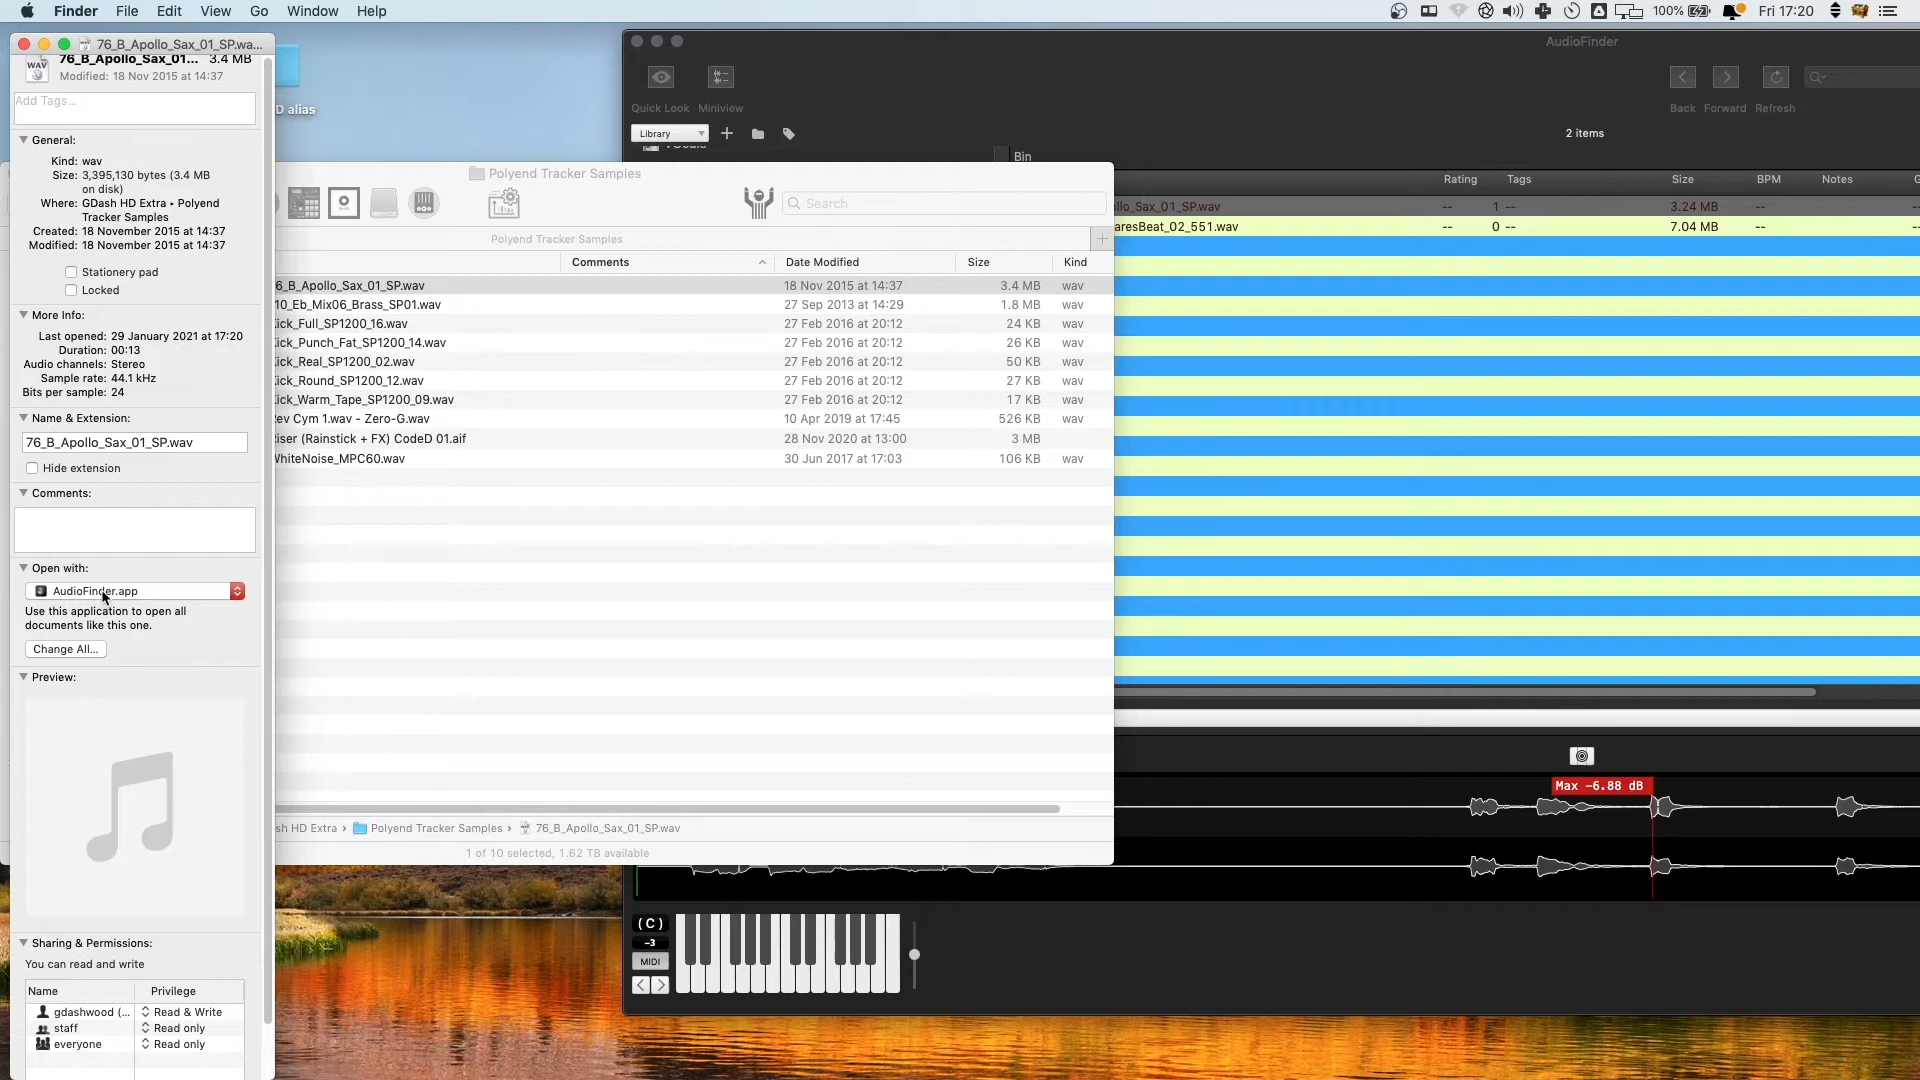 Finder File Edit View Go Window Help
100% Fri 17:20
76_B_Apollo_Sax_01_SP.wa...
76_B_Apollo_Sax_01... 3.4 MB
WAV
Modified: 18 Nov 2015 at 14:37
Add Tags...
General:
Kind: wav
Size: 3,395,130 bytes (3.4 MB
on disk)
Where: GDash HD Extra ▸ Polyend
Tracker Samples
Created: 18 November 2015 at 14:37
Modified: 18 November 2015 at 14:37
Stationery pad
Locked
More Info:
Last opened: 29 January 2021 at 17:20
Duration: 00:13
Audio channels: Stereo
Sample rate: 44.1 kHz
Bits per sample: 24
Name & Extension:
76_B_Apollo_Sax_01_SP.wav
Hide extension
Comments:
Open with:
AudioFinder.app
Use this application to open all
documents like this one.
Change All...
Preview:
Sharing & Permissions:
You can read and write
Name Privilege
gdashwood (... Read & Write
staff Read only
everyone Read only
D alias
Polyend Tracker Samples
Search
Polyend Tracker Samples
Comments Date Modified Size Kind
6_B_Apollo_Sax_01_SP.wav 18 Nov 2015 at 14:37 3.4 MB wav
10_Eb_Mix06_Brass_SP01.wav 27 Sep 2013 at 14:29 1.8 MB wav
ick_Full_SP1200_16.wav 27 Feb 2016 at 20:12 24 KB wav
ick_Punch_Fat_SP1200_14.wav 27 Feb 2016 at 20:12 26 KB wav
ick_Real_SP1200_02.wav 27 Feb 2016 at 20:12 50 KB wav
ick_Round_SP1200_12.wav 27 Feb 2016 at 20:12 27 KB wav
ick_Warm_Tape_SP1200_09.wav 27 Feb 2016 at 20:12 17 KB wav
ev Cym 1.wav - Zero-G.wav 10 Apr 2019 at 17:45 526 KB wav
iser (Rainstick + FX) CodeD 01.aif 28 Nov 2020 at 13:00 3 MB
WhiteNoise_MPC60.wav 30 Jun 2017 at 17:03 106 KB wav
sh HD Extra › Polyend Tracker Samples › 76_B_Apollo_Sax_01_SP.wav
1 of 10 selected, 1.62 TB available
AudioFinder
Quick Look Miniview Back Forward Refresh
Library 2 items
Bin
Rating Tags Size BPM Notes
llo_Sax_01_SP.wav -- 1 -- 3.24 MB -- --
aresBeat_02_551.wav -- 0 -- 7.04 MB -- --
Max -6.88 dB
(C)
-3
MIDI